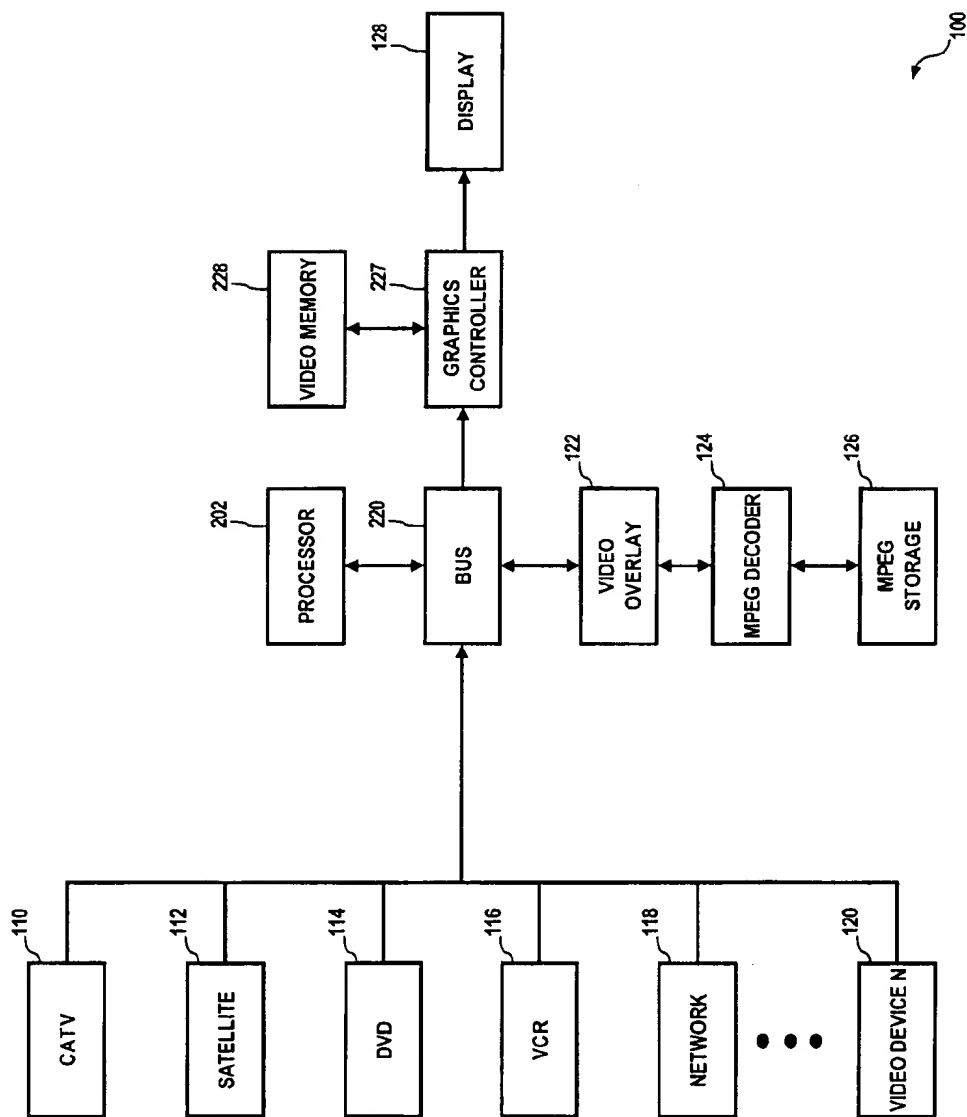 110
CATV
112
SATELLITE
114
DVD
116
VCR
118
NETWORK
120
VIDEO DEVICE N
202
PROCESSOR
220
BUS
122
VIDEO
OVERLAY
124
MPEG DECODER
126
MPEG
STORAGE
228
VIDEO MEMORY
227
GRAPHICS
CONTROLLER
128
DISPLAY
100